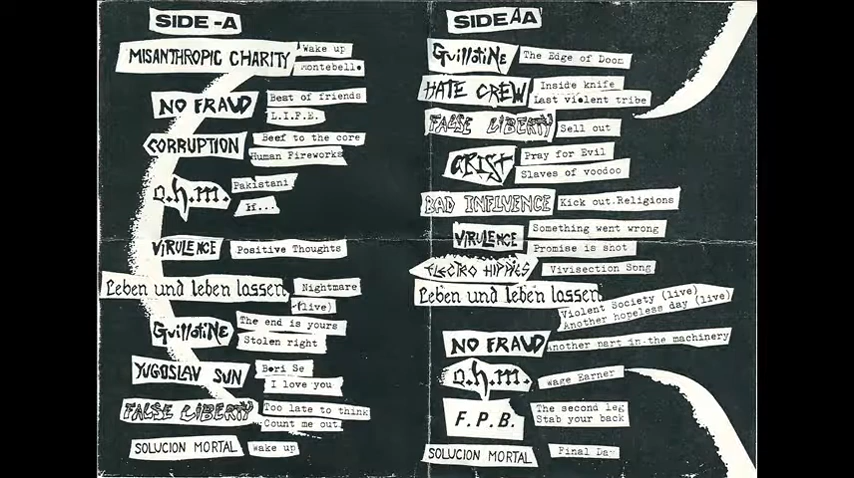 SIDE -A
MISANTHROPIC CHARITY
Wake up
Montebello
NO FRAUD
Best of friends
L.I.F.E.
CORRUPTION
Beef to the core
Human Fireworks
o.h.m.
Pakistani
If...
VIRULENCE
Positive Thoughts
Leben und leben lassen
Nightmare
(live)
GuillotiNe
The end is yours
Stolen right
YUGOSLAV SUN
Bori Se
I love you
FALSE LIBERTY
Too late to think
Count me out.
SOLUCION MORTAL
Wake up
SIDE AA
GuillotiNe
The Edge of Doom
HATE CREW
Inside knife
Last violent tribe
FALSE LIBERTY
Sell out
CRIST
Pray for Evil
Slaves of voodoo
BAD INFLUENCE
Kick out Religions
VIRULENCE
Something went wrong
Promise is shot
ELECTRO HIPPIES
Vivisection Song
Leben und leben lassen
Violent Society (live)
Another hopeless day (live)
NO FRAUD
Another part in the machinery
o.h.m.
Wage Earner
F.P.B.
The second leg
Stab your back
SOLUCION MORTAL
Final Day